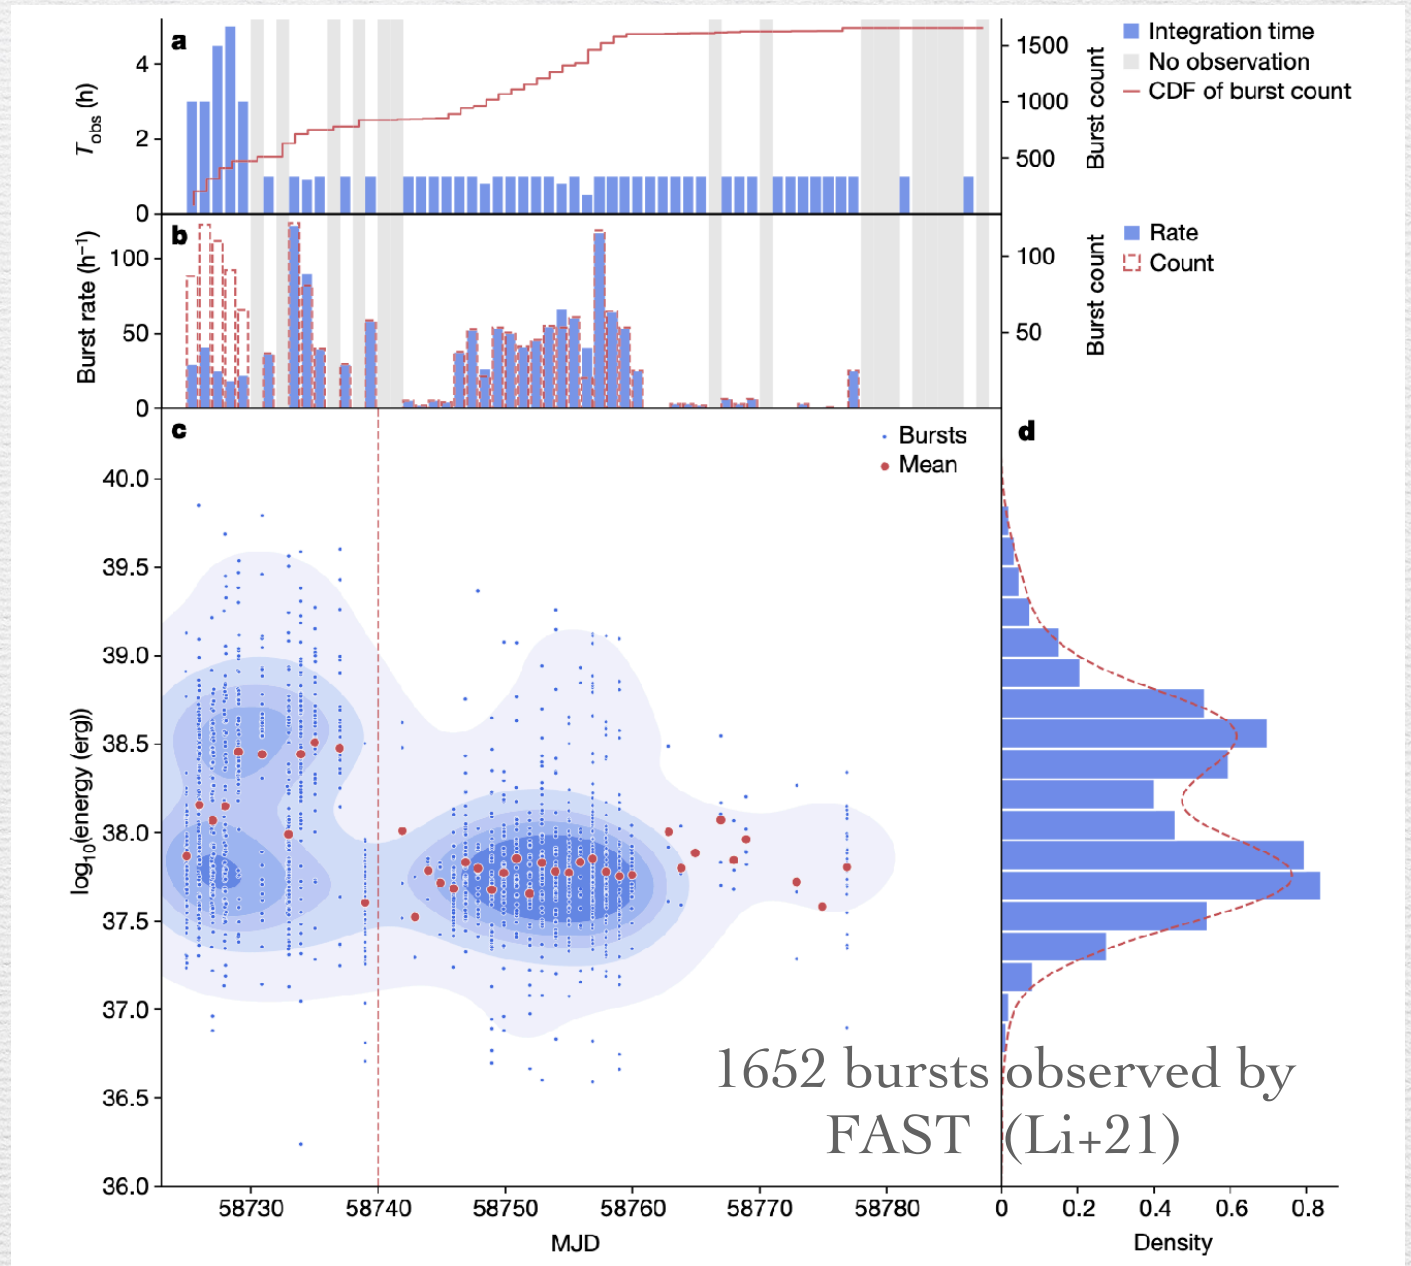 a
4
2
0
T_obs (h)
1500
1000
500
Burst count
Integration time
No observation
CDF of burst count
b
100
50
0
Burst rate (h⁻¹)
100
50
Burst count
Rate
Count
c
Bursts
Mean
40.0
39.5
39.0
38.5
38.0
37.5
37.0
36.5
36.0
log₁₀(energy (erg))
58730 58740 58750 58760 58770 58780
MJD
d
0 0.2 0.4 0.6 0.8
Density
1652 bursts observed by
FAST (Li+21)